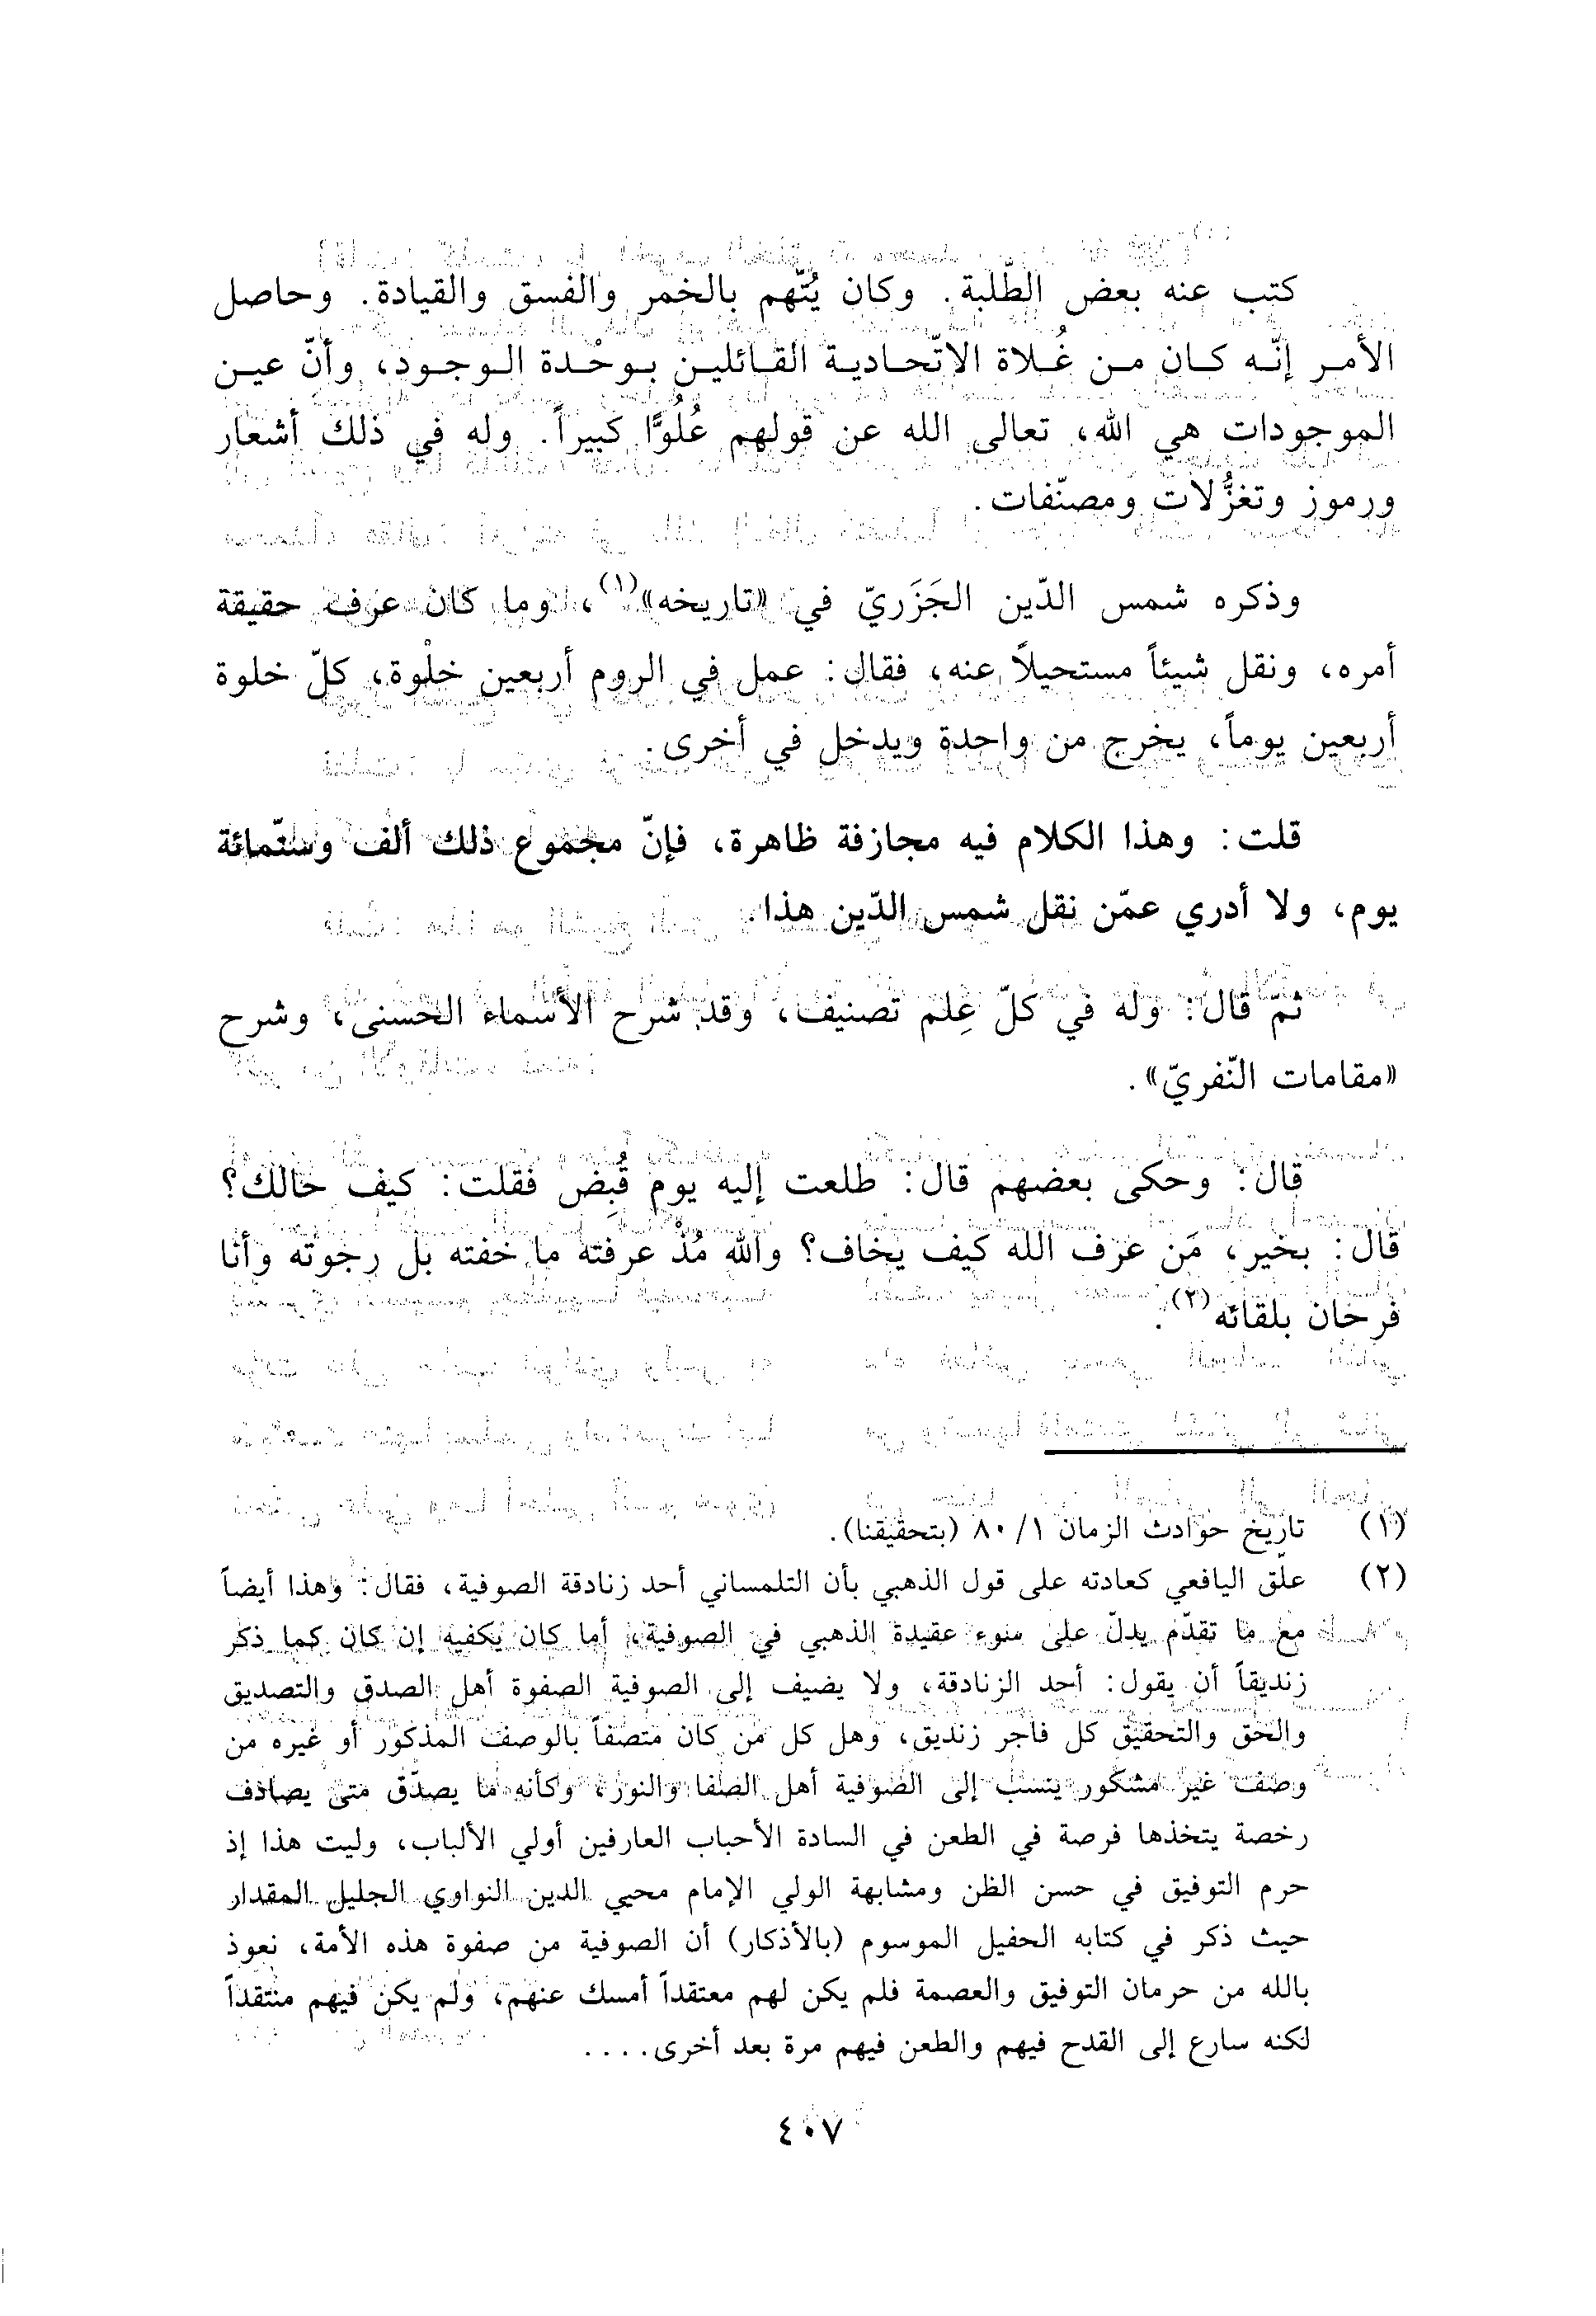 كتب عنه بعض الطّلبة. وكان يُتّهم بالخمر والفسق والقيادة. وحاصل
الأمر إنّه كان من غُلاة الاتّحادية القائلين بوحْدة الوجود، وأنّ عين
الموجودات هي الله، تعالى الله عن قولهم عُلُوًّا كبيراً. وله في ذلك أشعار
ورموز وتغزُّلات ومصنّفات.
وذكره شمس الدّين الجَزَريّ في «تاريخه»(١)، وما كان عرف حقيقة
أمره، ونقل شيئاً مستحيلاً عنه، فقال: عمل في الروم أربعين خلْوة، كلّ خلوة
أربعين يوماً، يخرج من واحدة ويدخل في أخرى.
قلت: وهذا الكلام فيه مجازفة ظاهرة، فإنّ مجموع ذلك ألف وستّمائة
يوم، ولا أدري عمّن نقل شمس الدّين هذا.
ثمّ قال: وله في كلّ عِلم تصنيف، وقد شرح الأسماء الحسنى، وشرح
«مقامات النّفريّ».
قال: وحكى بعضهم قال: طلعت إليه يوم قُبِض فقلت: كيف حالك؟
قال: بخير، مَن عرف الله كيف يخاف؟ والله مُذْ عرفته ما خفته بل رجوته وأنا
فرحان بلقائه(٢).
(١) تاريخ حوادث الزمان ١/ ٨٠ (بتحقيقنا).
(٢) علّق اليافعي كعادته على قول الذهبي بأن التلمساني أحد زنادقة الصوفية، فقال: وهذا أيضاً
مع ما تقدّم يدلّ على سوء عقيدة الذهبي في الصوفية، أما كان يكفيه إن كان كما ذكر
زنديقاً أن يقول: أحد الزنادقة، ولا يضيف إلى الصوفية الصفوة أهل الصدق والتصديق
والحق والتحقيق كل فاجر زنديق، وهل كل من كان متصفاً بالوصف المذكور أو غيره من
وصف غير مشكور ينسب إلى الصوفية أهل الصفا والنور، وكأنه ما يصدّق متى يصادف
رخصة يتخذها فرصة في الطعن في السادة الأحباب العارفين أولي الألباب، وليت هذا إذ
حرم التوفيق في حسن الظن ومشابهة الولي الإمام محيي الدين النواوي الجليل المقدار
حيث ذكر في كتابه الحفيل الموسوم (بالأذكار) أن الصوفية من صفوة هذه الأمة، نعوذ
بالله من حرمان التوفيق والعصمة فلم يكن لهم معتقداً أمسك عنهم، ولم يكن فيهم منتقداً
لكنه سارع إلى القدح فيهم والطعن فيهم مرة بعد أخرى....
٤٠٧